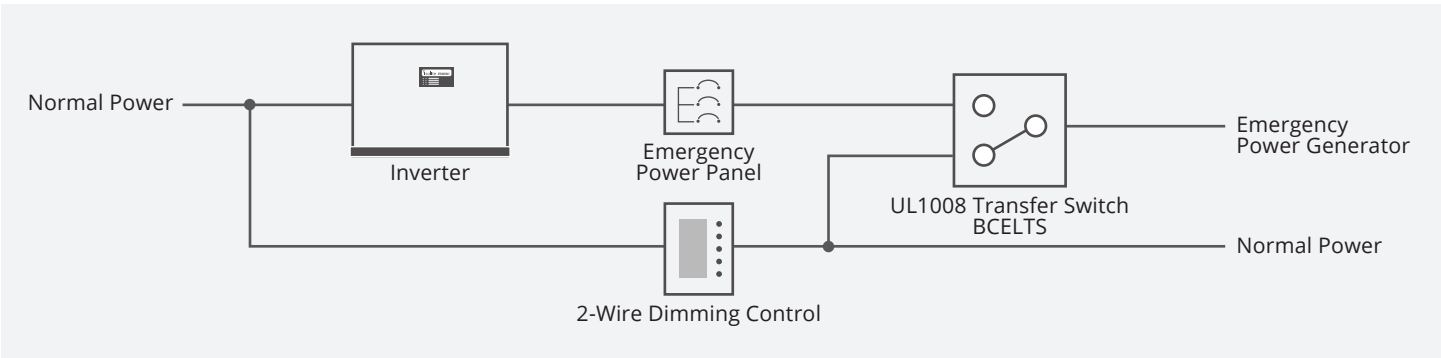 Normal Power
Inverter
Emergency
Power Panel
UL1008 Transfer Switch
BCELTS
Emergency
Power Generator
2-Wire Dimming Control
Normal Power